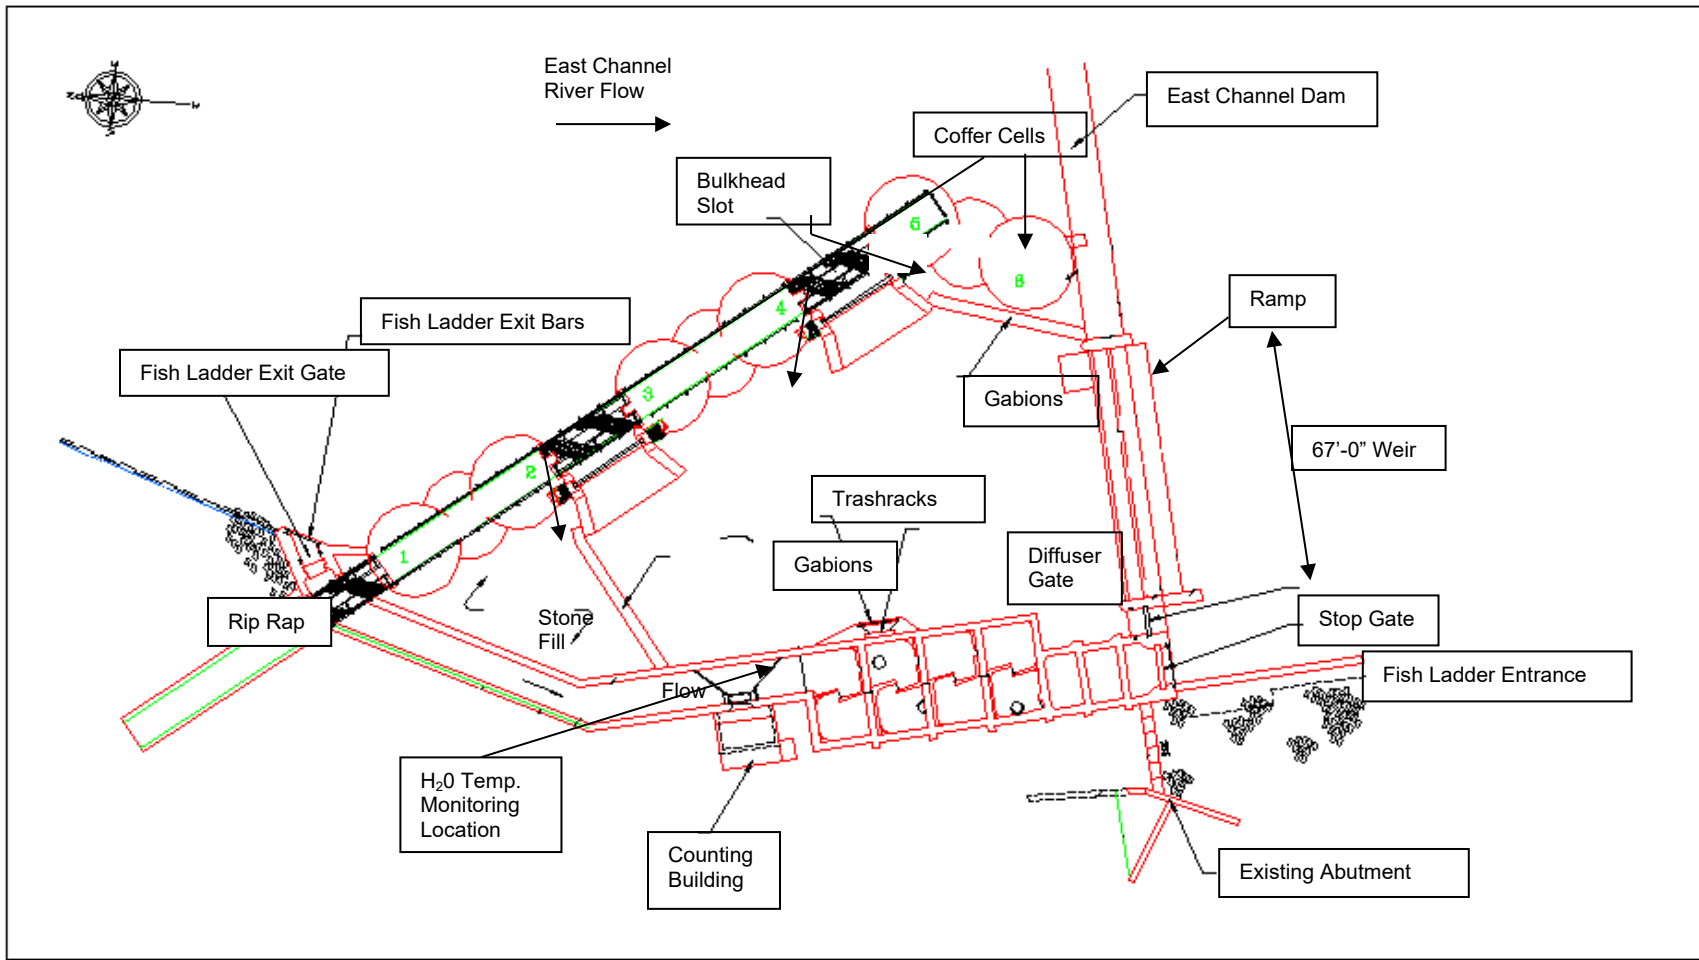 East Channel
River Flow
East Channel Dam
Coffer Cells
Bulkhead
Slot
Ramp
Fish Ladder Exit Bars
Fish Ladder Exit Gate
Gabions
67'-0” Weir
Trashracks
Gabions
Diffuser
Gate
Rip Rap
Stone
Fill
Stop Gate
Flow
Fish Ladder Entrance
H₂0 Temp.
Monitoring
Location
Counting
Building
Existing Abutment
1
2
3
4